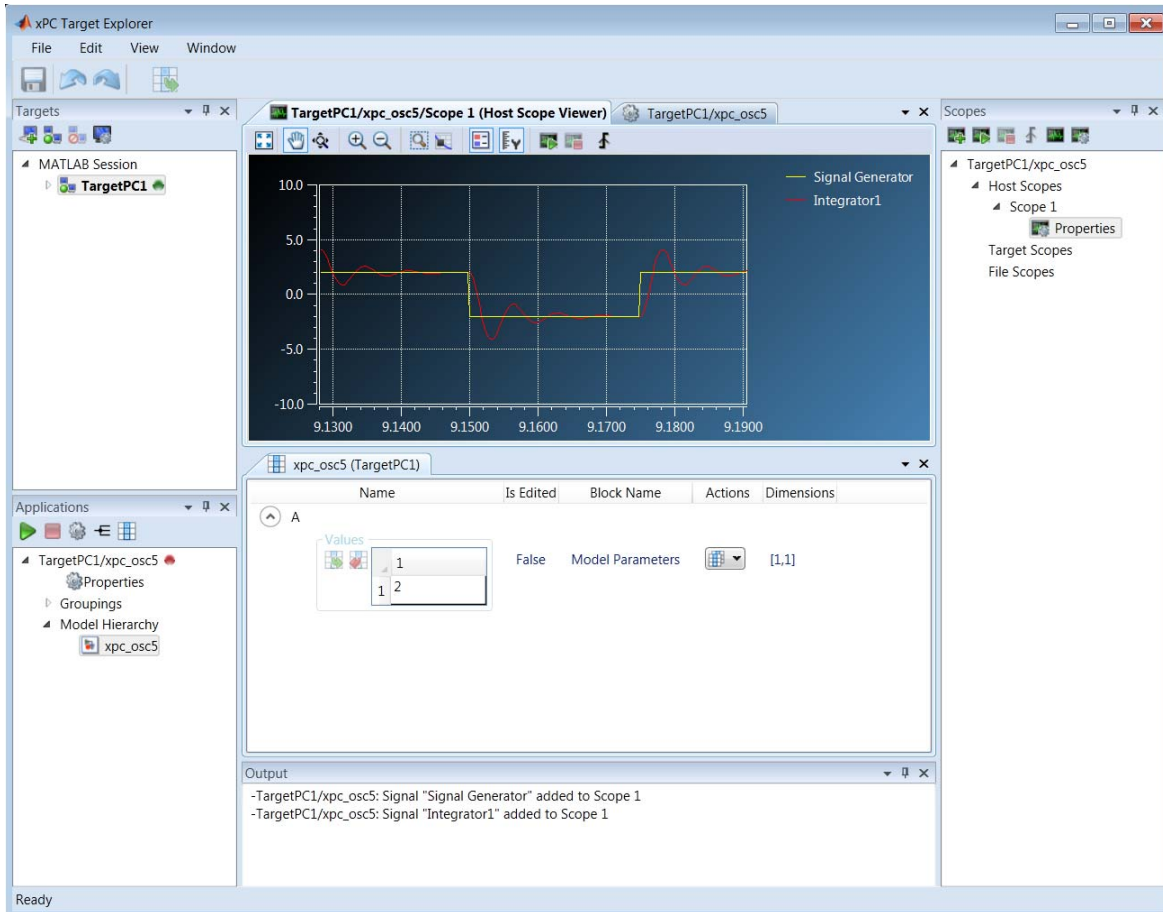 xPC Target Explorer
File Edit View Window
Targets
MATLAB Session
TargetPC1
Applications
TargetPC1/xpc_osc5
Properties
Groupings
Model Hierarchy
xpc_osc5
TargetPC1/xpc_osc5/Scope 1 (Host Scope Viewer)
TargetPC1/xpc_osc5
10.0
5.0
0.0
-5.0
-10.0
9.1300 9.1400 9.1500 9.1600 9.1700 9.1800 9.1900
Signal Generator
Integrator1
xpc_osc5 (TargetPC1)
Name Is Edited Block Name Actions Dimensions
A
Values
1
1 2
False Model Parameters [1,1]
Output
-TargetPC1/xpc_osc5: Signal "Signal Generator" added to Scope 1
-TargetPC1/xpc_osc5: Signal "Integrator1" added to Scope 1
Scopes
TargetPC1/xpc_osc5
Host Scopes
Scope 1
Properties
Target Scopes
File Scopes
Ready